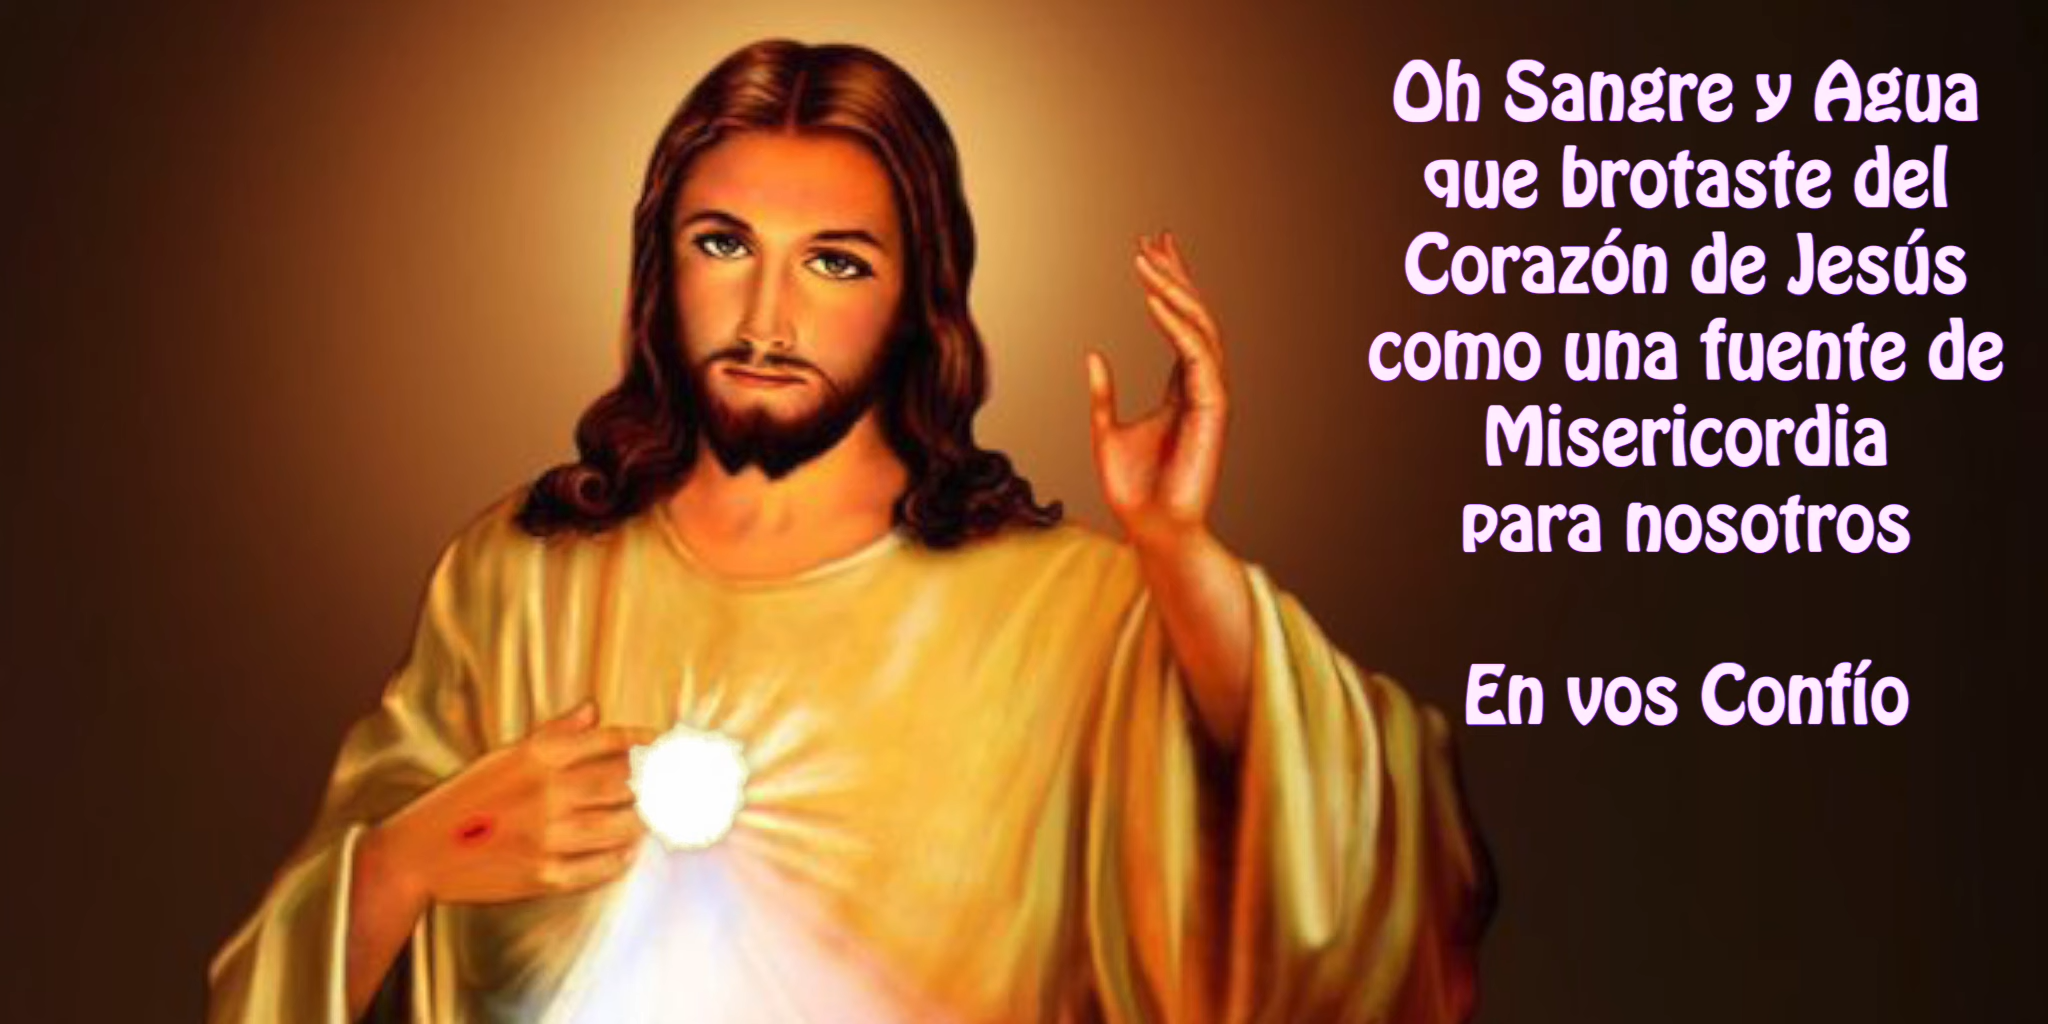 Oh Sangre y Agua
que brotaste del
Corazón de Jesús
como una fuente de
Misericordia
para nosotros
En vos Confío